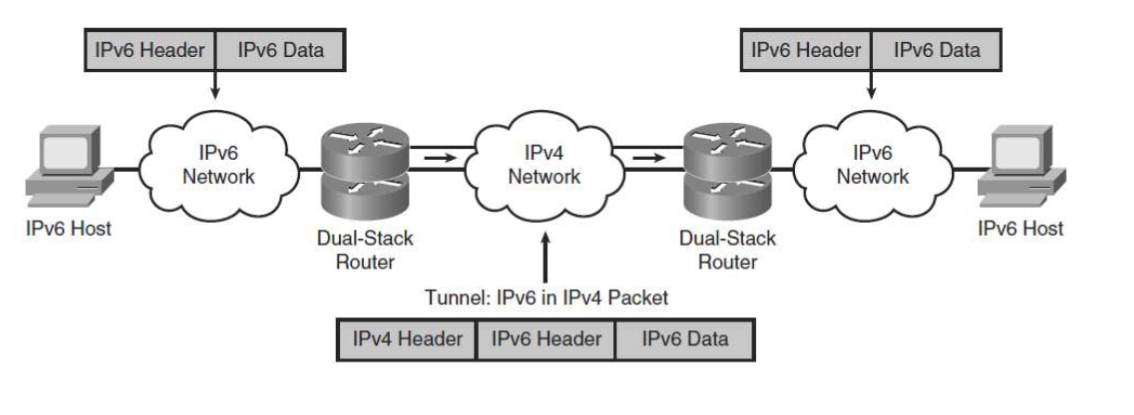 IPv6 Header
IPv6 Data
IPv6 Header
IPv6 Data
IPv6
Network
IPv4
Network
IPv6
Network
IPv6 Host
Dual-Stack
Router
Dual-Stack
Router
IPv6 Host
Tunnel: IPv6 in IPv4 Packet
IPv4 Header
IPv6 Header
IPv6 Data